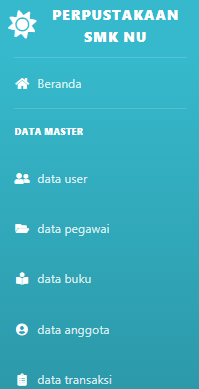 PERPUSTAKAAN
SMK NU
Beranda
DATA MASTER
data user
data pegawai
data buku
data anggota
data transaksi